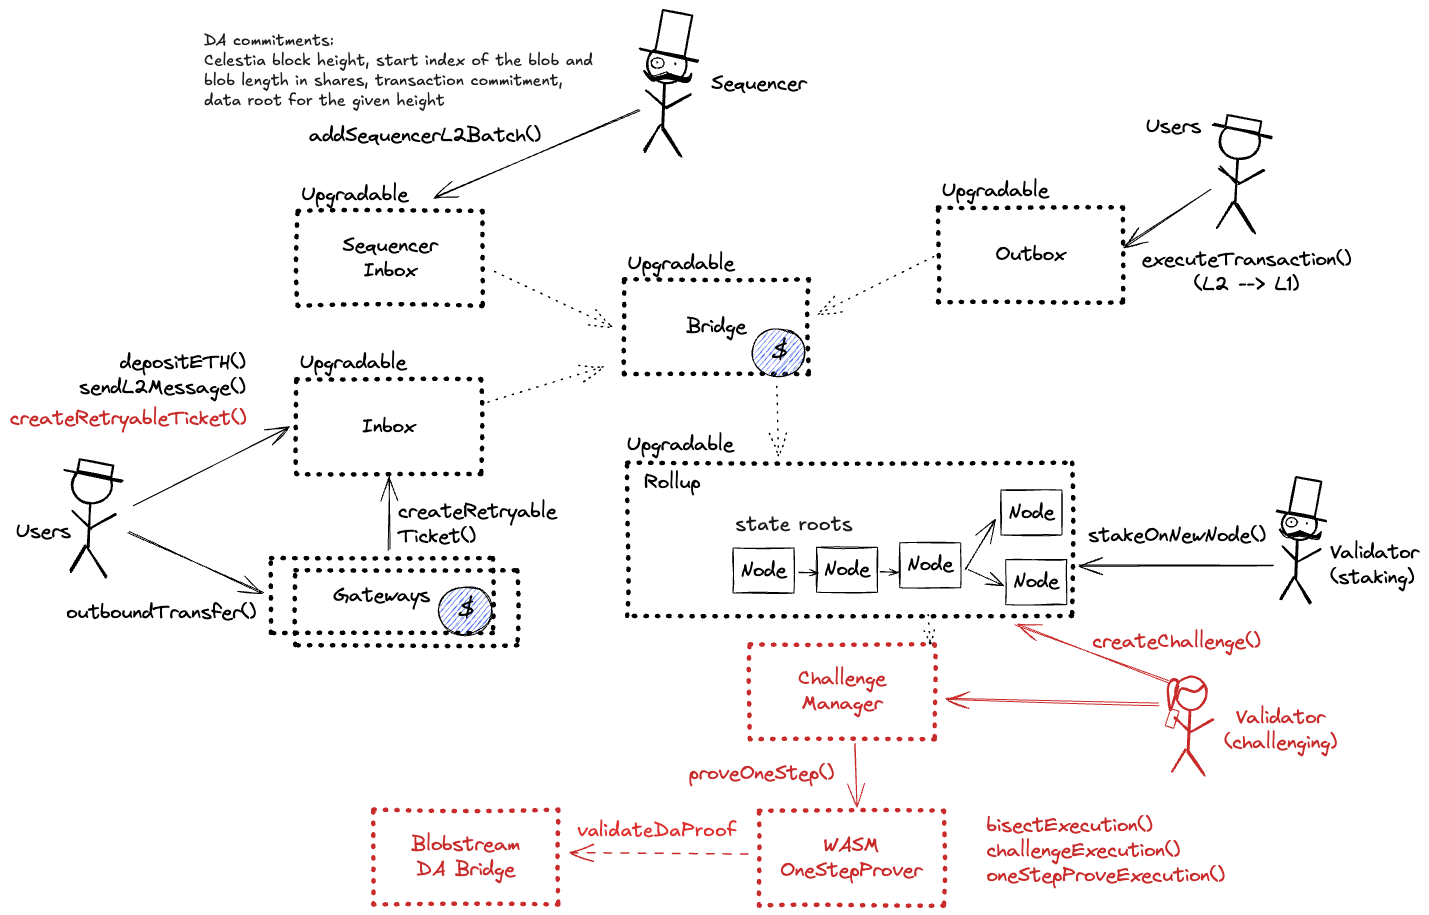 DA commitments:
Celestia block height, start index of the blob and
blob length in shares, transaction commitment,
data root for the given height
Sequencer
addSequencerL2Batch()
Users
Upgradable
Sequencer
Inbox
Upgradable
Outbox
executeTransaction()
(L2 --> L1)
Upgradable
Bridge
$
depositETH()
sendL2Message()
createRetryableTicket()
Upgradable
Inbox
Users
createRetryable
Ticket()
outboundTransfer()
Gateways
$
Upgradable
Rollup
state roots
Node
Node
Node
Node
Node
stakeOnNewNode()
Validator
(staking)
createChallenge()
Challenge
Manager
Validator
(challenging)
proveOneStep()
Blobstream
DA Bridge
validateDaProof
WASM
OneStepProver
bisectExecution()
challengeExecution()
oneStepProveExecution()